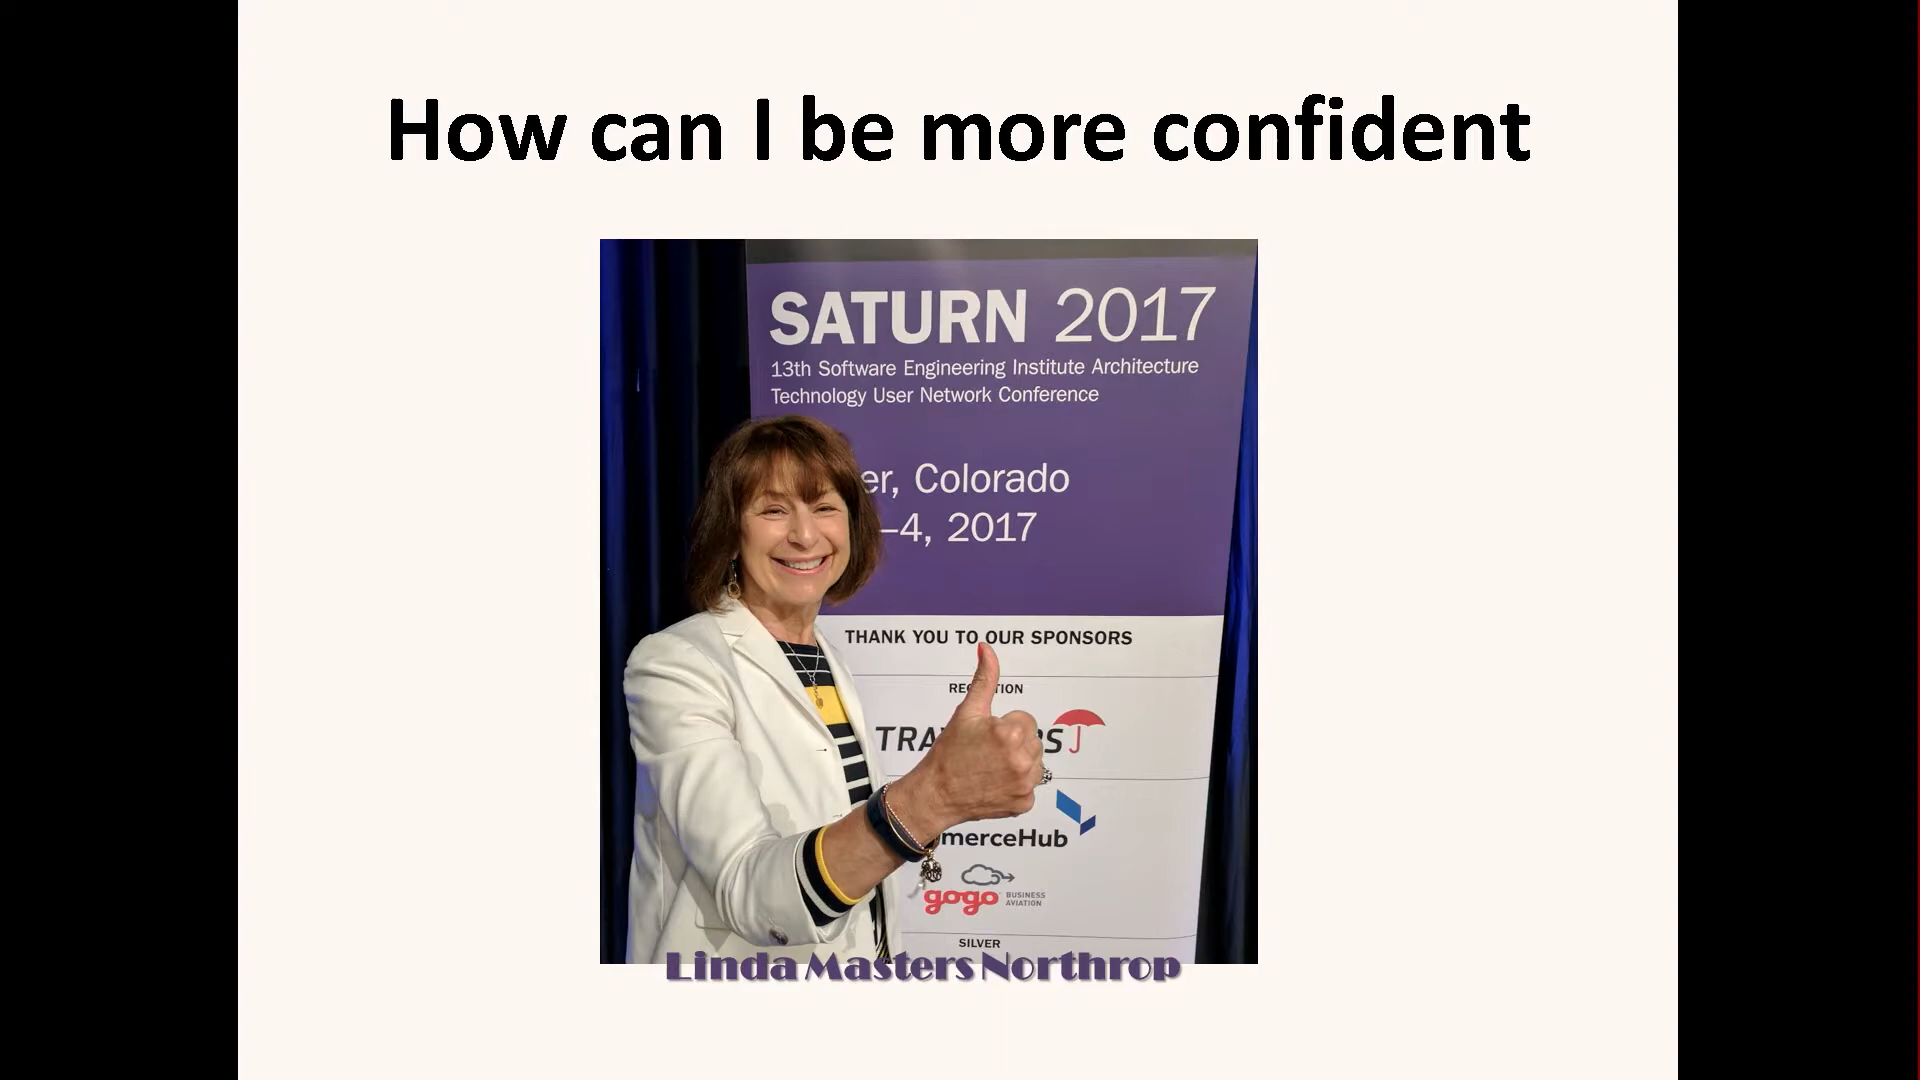 How can I be more confident
SATURN 2017
13th Software Engineering Institute Architecture
Technology User Network Conference
er, Colorado
–4, 2017
THANK YOU TO OUR SPONSORS
gogo BUSINESS
AVIATION
SILVER
Linda Masters Northrop